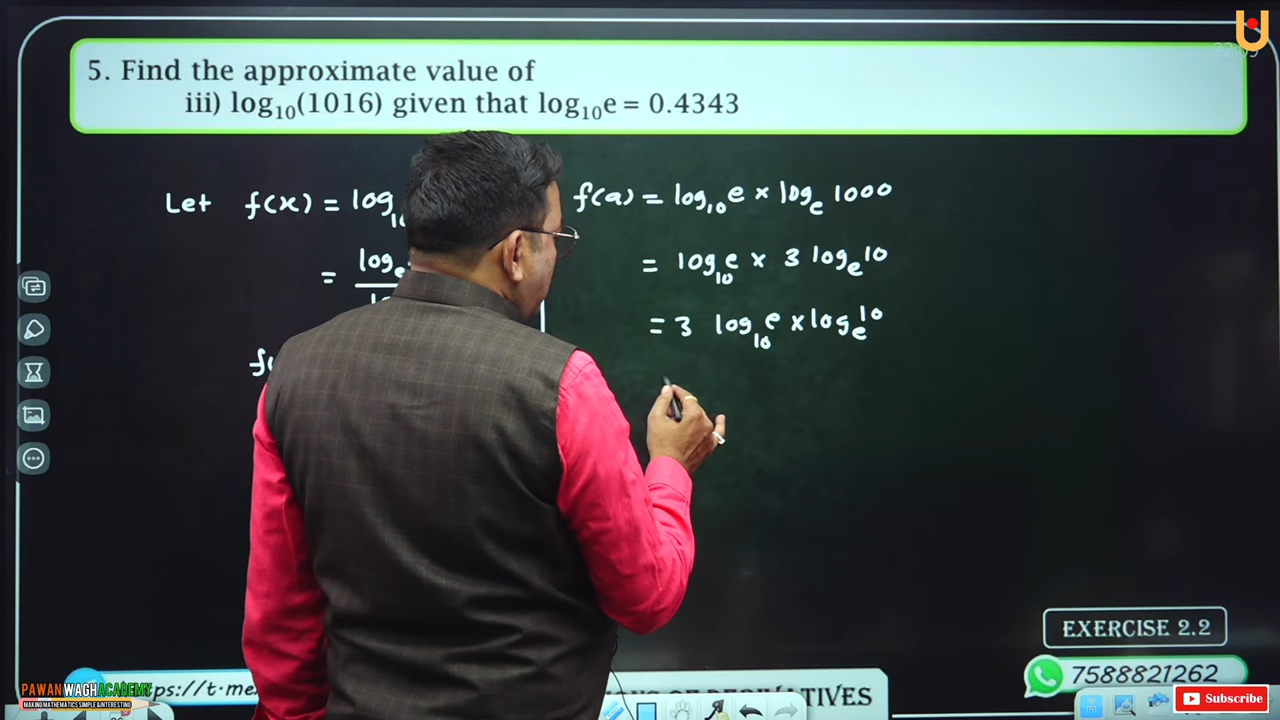 5. Find the approximate value of
iii) log₁₀(1016) given that log₁₀e = 0.4343
Let f(x) = log₁₀
= logₑ
f(a) = log₁₀e × logₑ 1000
= log₁₀e × 3 logₑ10
= 3 log₁₀e × logₑ10
EXERCISE 2.2
7588821262
PAWAN WAGH ACADEMY
MAKING MATHEMATICS SIMPLE & INTERESTING
Subscribe